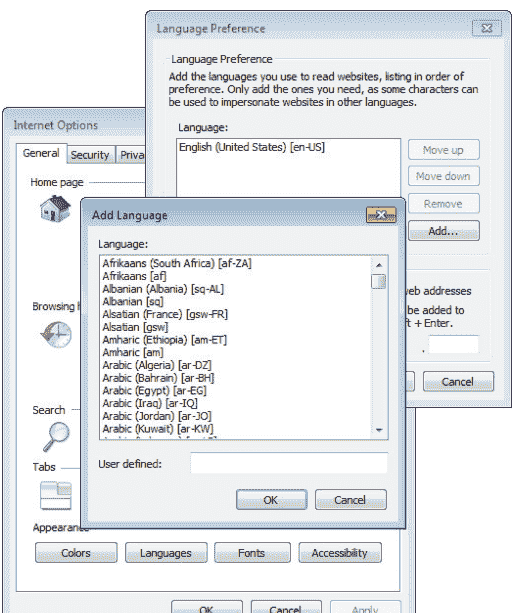 Language Preference
Language Preference
Add the languages you use to read websites, listing in order of
preference. Only add the ones you need, as some characters can
be used to impersonate websites in other languages.
Language:
English (United States) [en-US]
Move up
Move down
Remove
Add...
eb addresses
be added to
ft + Enter.
.
Cancel
Internet Options
General
Security
Priva
Home page
Browsing
Search
Tabs
Appearance
Colors
Languages
Fonts
Accessibility
OK
Cancel
Apply
Add Language
Language:
Afrikaans (South Africa) [af-ZA]
Afrikaans [af]
Albanian (Albania) [sq-AL]
Albanian [sq]
Alsatian (France) [gsw-FR]
Alsatian [gsw]
Amharic (Ethiopia) [am-ET]
Amharic [am]
Arabic (Algeria) [ar-DZ]
Arabic (Bahrain) [ar-BH]
Arabic (Egypt) [ar-EG]
Arabic (Iraq) [ar-IQ]
Arabic (Jordan) [ar-JO]
Arabic (Kuwait) [ar-KW]
User defined:
OK
Cancel